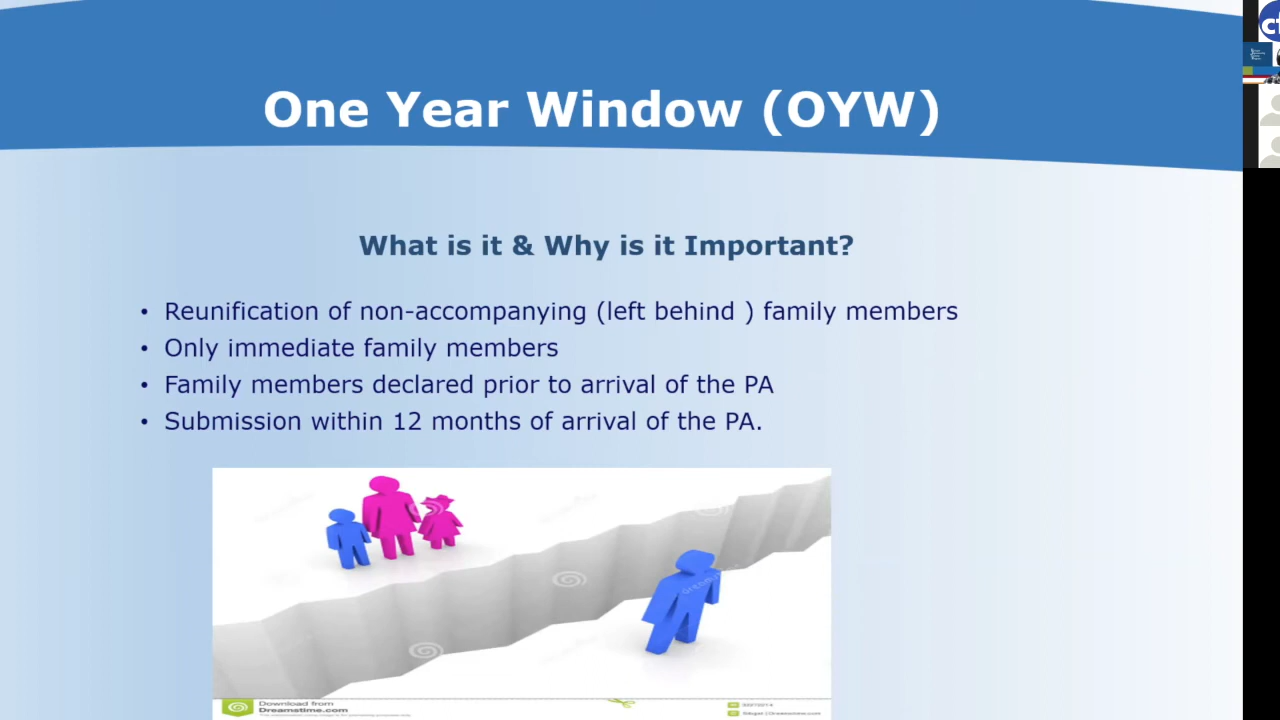 One Year Window (OYW)
What is it & Why is it Important?
• Reunification of non-accompanying (left behind ) family members
• Only immediate family members
• Family members declared prior to arrival of the PA
• Submission within 12 months of arrival of the PA.
Download from
Dreamstime.com